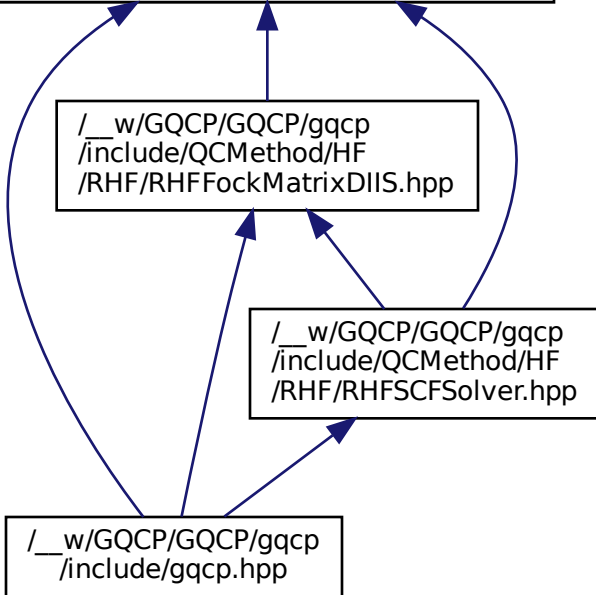 /__w/GQCP/GQCP/gqcp
/include/QCMethod/HF
/RHF/RHFFockMatrixDIIS.hpp
/__w/GQCP/GQCP/gqcp
/include/QCMethod/HF
/RHF/RHFSCFSolver.hpp
/__w/GQCP/GQCP/gqcp
/include/gqcp.hpp